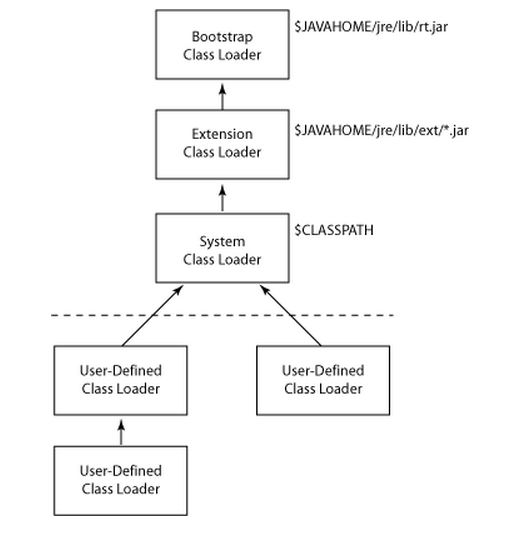 Bootstrap
Class Loader
$JAVAHOME/jre/lib/rt.jar
Extension
Class Loader
$JAVAHOME/jre/lib/ext/*.jar
System
Class Loader
$CLASSPATH
User-Defined
Class Loader
User-Defined
Class Loader
User-Defined
Class Loader